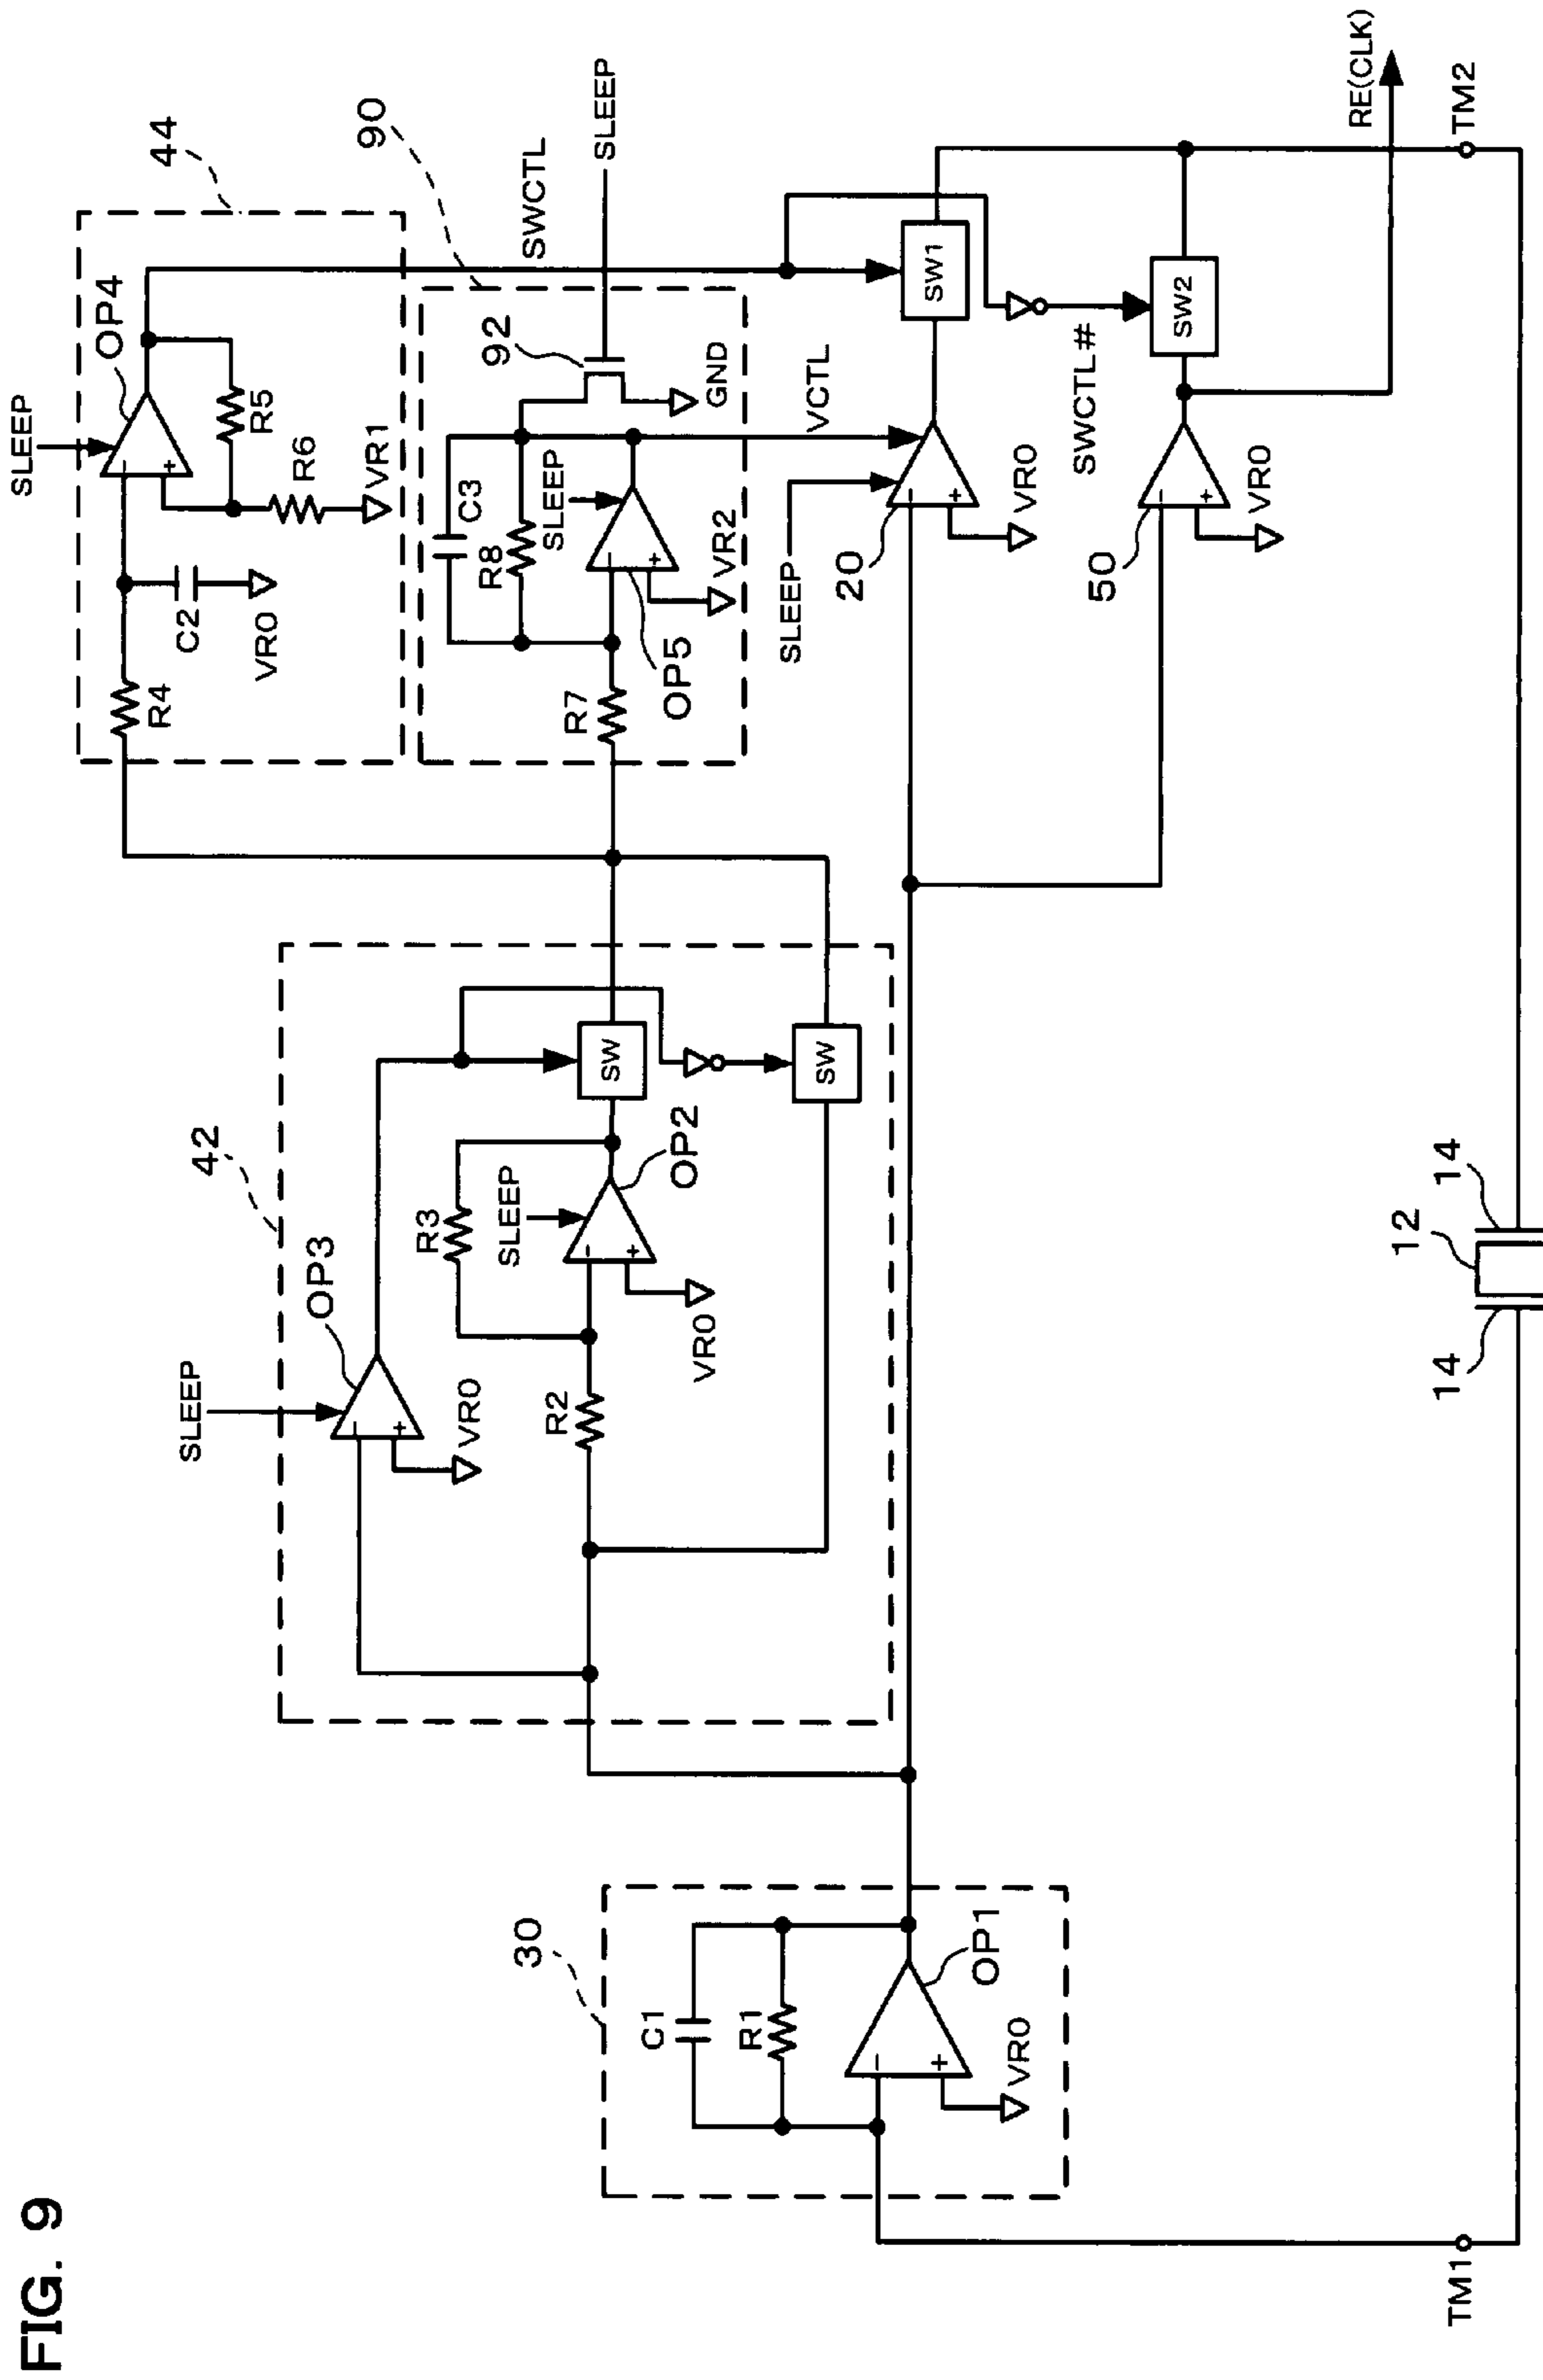 FIG. 9
30
C1
R1
OP1
VR0
TM1
42
SLEEP
OP3
VR0
R2
R3
SLEEP
OP2
VR0
SW
SW
44
SLEEP
OP4
R4
C2
VR0
R5
R6
VR1
90
SWCTL
SLEEP
92
GND
C3
R8
SLEEP
R7
OP5
VR2
VCTL
SLEEP
20
VR0
SW1
SWCTL#
SW2
50
VR0
RE(CLK)
TM2
14
12
14